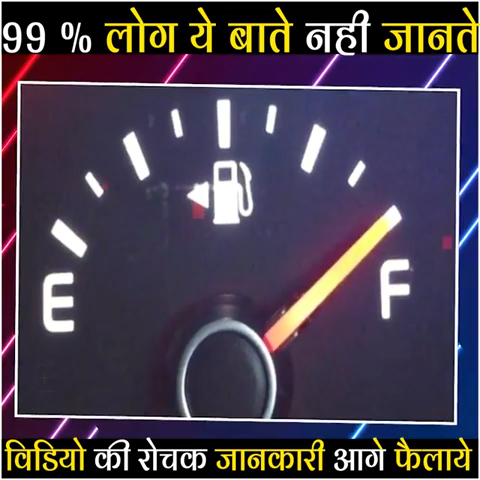 99 % लोग ये बाते नही जानते
E F
विडियो की रोचक जानकारी आगे फैलाये